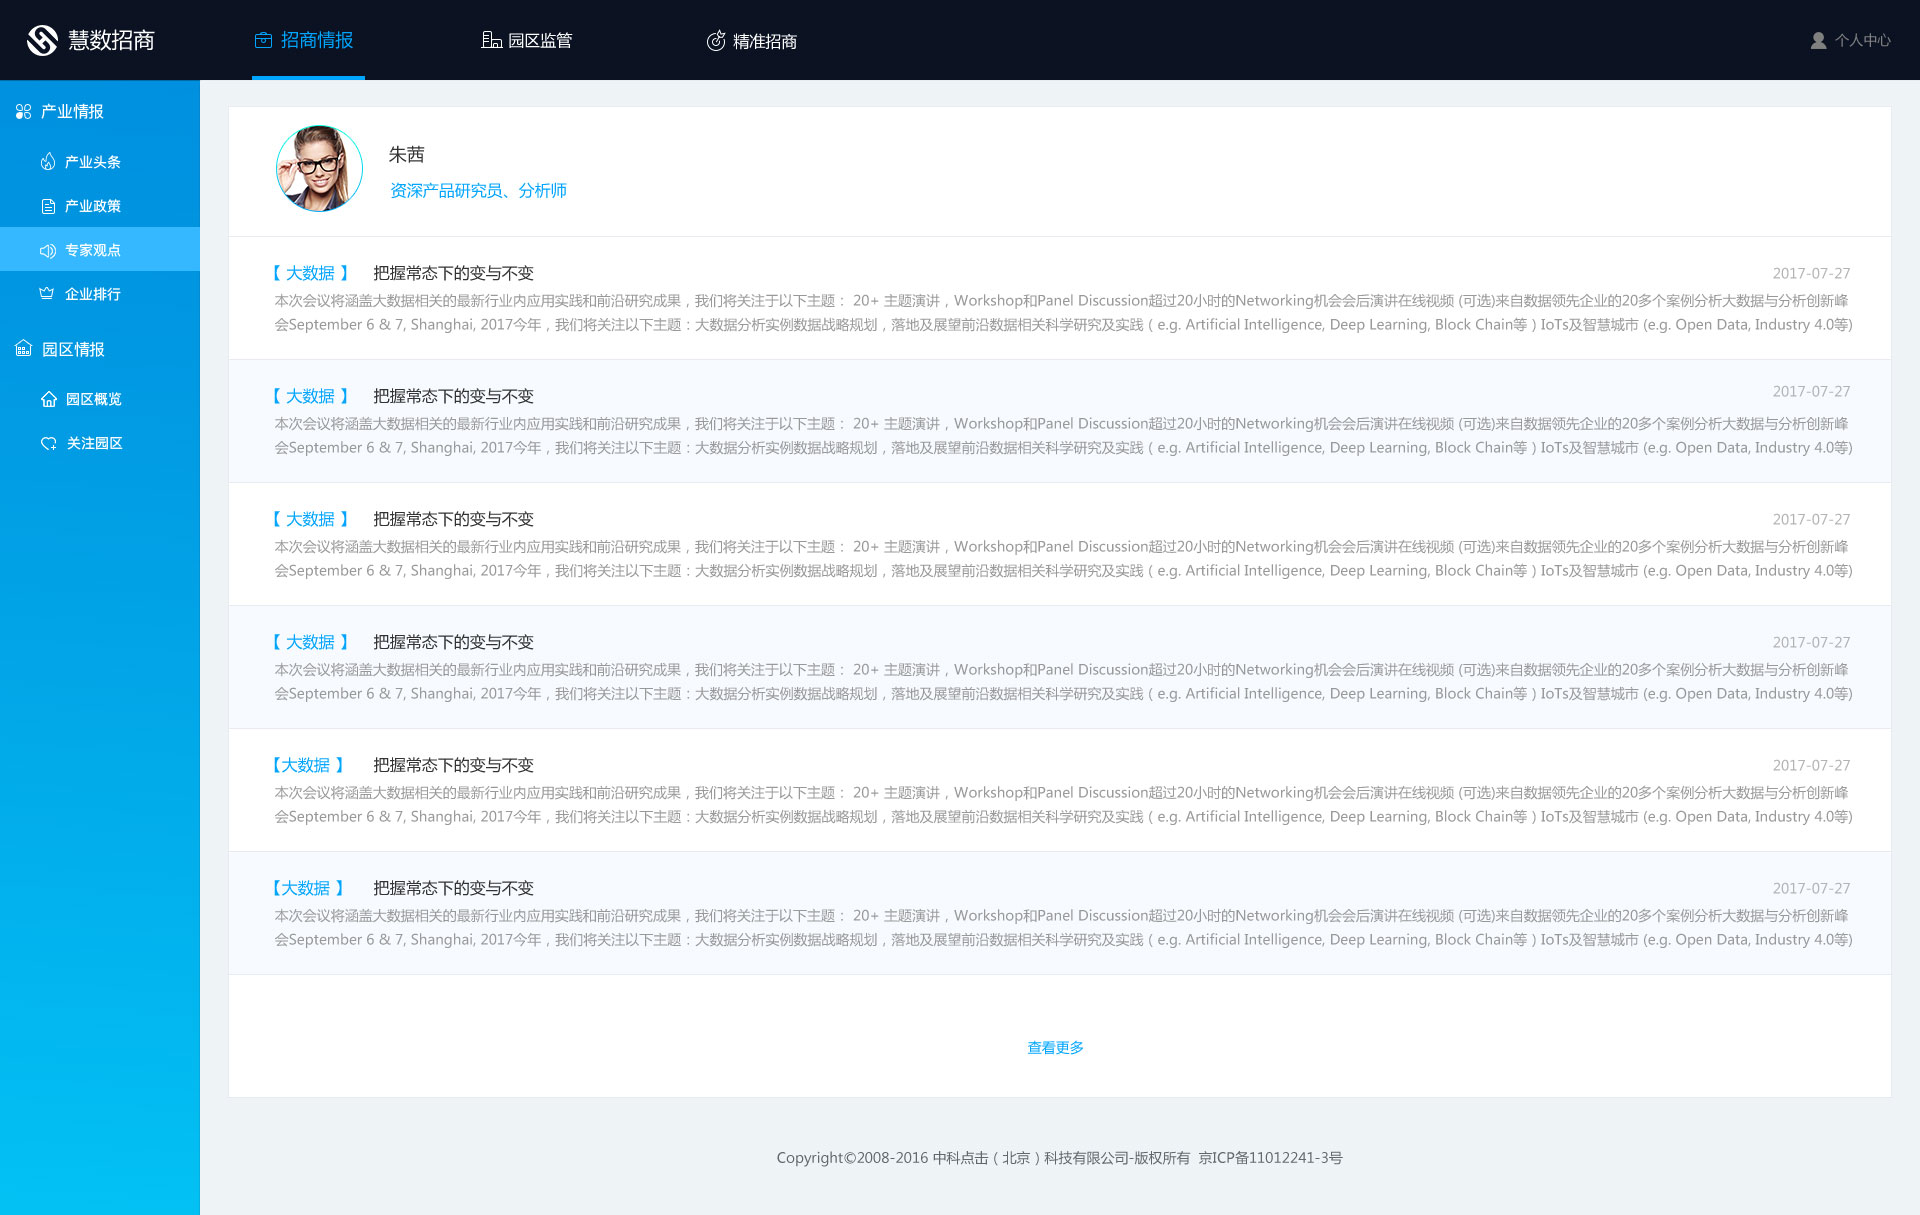 慧数招商
招商情报
园区监管
精准招商
个人中心
产业情报
产业头条
产业政策
专家观点
企业排行
园区情报
园区概览
关注园区
朱茜
资深产品研究员、分析师
【 大数据 】 把握常态下的变与不变 2017-07-27
本次会议将涵盖大数据相关的最新行业内应用实践和前沿研究成果，我们将关注于以下主题： 20+ 主题演讲，Workshop和Panel Discussion超过20小时的Networking机会会后演讲在线视频 (可选)来自数据领先企业的20多个案例分析大数据与分析创新峰
会September 6 & 7, Shanghai, 2017今年，我们将关注以下主题：大数据分析实例数据战略规划，落地及展望前沿数据相关科学研究及实践（e.g. Artificial Intelligence, Deep Learning, Block Chain等）IoTs及智慧城市 (e.g. Open Data, Industry 4.0等)
【 大数据 】 把握常态下的变与不变 2017-07-27
本次会议将涵盖大数据相关的最新行业内应用实践和前沿研究成果，我们将关注于以下主题： 20+ 主题演讲，Workshop和Panel Discussion超过20小时的Networking机会会后演讲在线视频 (可选)来自数据领先企业的20多个案例分析大数据与分析创新峰
会September 6 & 7, Shanghai, 2017今年，我们将关注以下主题：大数据分析实例数据战略规划，落地及展望前沿数据相关科学研究及实践（e.g. Artificial Intelligence, Deep Learning, Block Chain等）IoTs及智慧城市 (e.g. Open Data, Industry 4.0等)
【 大数据 】 把握常态下的变与不变 2017-07-27
本次会议将涵盖大数据相关的最新行业内应用实践和前沿研究成果，我们将关注于以下主题： 20+ 主题演讲，Workshop和Panel Discussion超过20小时的Networking机会会后演讲在线视频 (可选)来自数据领先企业的20多个案例分析大数据与分析创新峰
会September 6 & 7, Shanghai, 2017今年，我们将关注以下主题：大数据分析实例数据战略规划，落地及展望前沿数据相关科学研究及实践（e.g. Artificial Intelligence, Deep Learning, Block Chain等）IoTs及智慧城市 (e.g. Open Data, Industry 4.0等)
【 大数据 】 把握常态下的变与不变 2017-07-27
本次会议将涵盖大数据相关的最新行业内应用实践和前沿研究成果，我们将关注于以下主题： 20+ 主题演讲，Workshop和Panel Discussion超过20小时的Networking机会会后演讲在线视频 (可选)来自数据领先企业的20多个案例分析大数据与分析创新峰
会September 6 & 7, Shanghai, 2017今年，我们将关注以下主题：大数据分析实例数据战略规划，落地及展望前沿数据相关科学研究及实践（e.g. Artificial Intelligence, Deep Learning, Block Chain等）IoTs及智慧城市 (e.g. Open Data, Industry 4.0等)
【大数据 】 把握常态下的变与不变 2017-07-27
本次会议将涵盖大数据相关的最新行业内应用实践和前沿研究成果，我们将关注于以下主题： 20+ 主题演讲，Workshop和Panel Discussion超过20小时的Networking机会会后演讲在线视频 (可选)来自数据领先企业的20多个案例分析大数据与分析创新峰
会September 6 & 7, Shanghai, 2017今年，我们将关注以下主题：大数据分析实例数据战略规划，落地及展望前沿数据相关科学研究及实践（e.g. Artificial Intelligence, Deep Learning, Block Chain等）IoTs及智慧城市 (e.g. Open Data, Industry 4.0等)
【大数据 】 把握常态下的变与不变 2017-07-27
本次会议将涵盖大数据相关的最新行业内应用实践和前沿研究成果，我们将关注于以下主题： 20+ 主题演讲，Workshop和Panel Discussion超过20小时的Networking机会会后演讲在线视频 (可选)来自数据领先企业的20多个案例分析大数据与分析创新峰
会September 6 & 7, Shanghai, 2017今年，我们将关注以下主题：大数据分析实例数据战略规划，落地及展望前沿数据相关科学研究及实践（e.g. Artificial Intelligence, Deep Learning, Block Chain等）IoTs及智慧城市 (e.g. Open Data, Industry 4.0等)
查看更多
Copyright©2008-2016 中科点击（北京）科技有限公司-版权所有 京ICP备11012241-3号